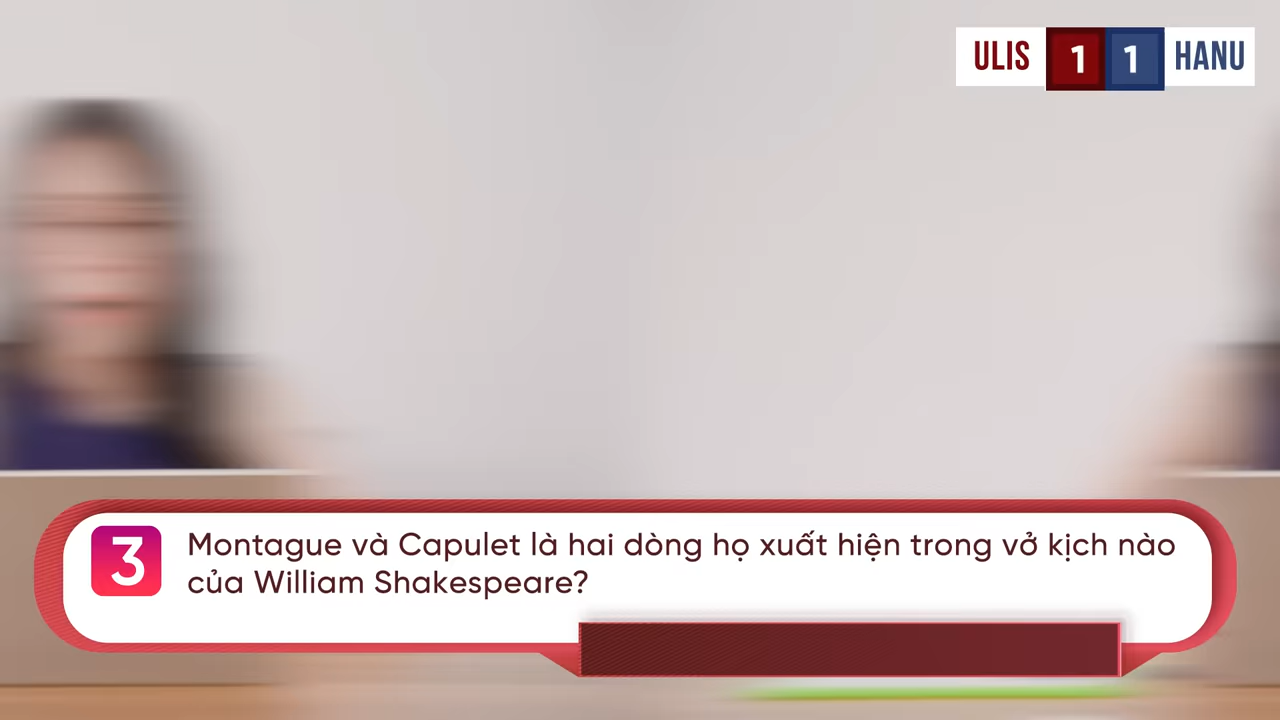 ULIS 1 1 HANU
3 Montague và Capulet là hai dòng họ xuất hiện trong vở kịch nào
của William Shakespeare?